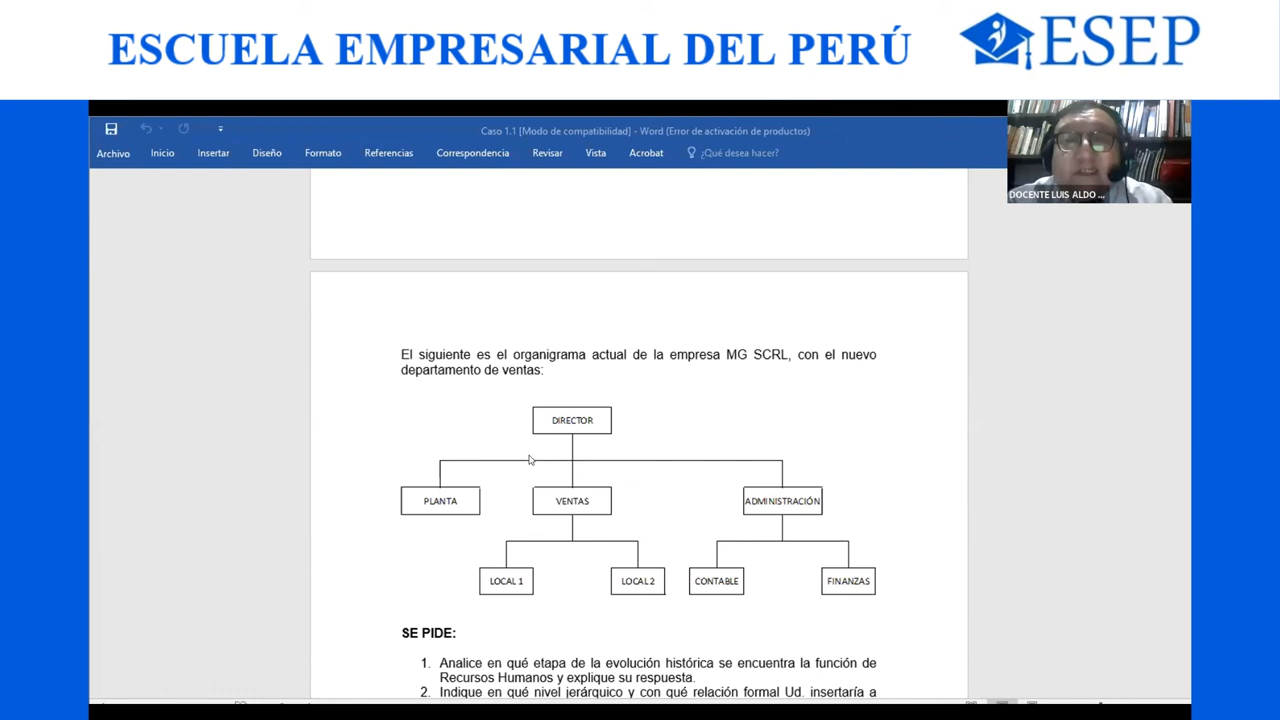 ESCUELA EMPRESARIAL DEL PERÚ
ESEP
Caso 1.1 [Modo de compatibilidad] - Word (Error de activación de productos)
Archivo Inicio Insertar Diseño Formato Referencias Correspondencia Revisar Vista Acrobat ¿Qué desea hacer?
DOCENTE LUIS ALDO ...
El siguiente es el organigrama actual de la empresa MG SCRL, con el nuevo
departamento de ventas:
DIRECTOR
PLANTA VENTAS ADMINISTRACIÓN
LOCAL 1 LOCAL 2 CONTABLE FINANZAS
SE PIDE:
1. Analice en qué etapa de la evolución histórica se encuentra la función de
Recursos Humanos y explique su respuesta.
2. Indique en qué nivel jerárquico y con qué relación formal Ud. insertaría a